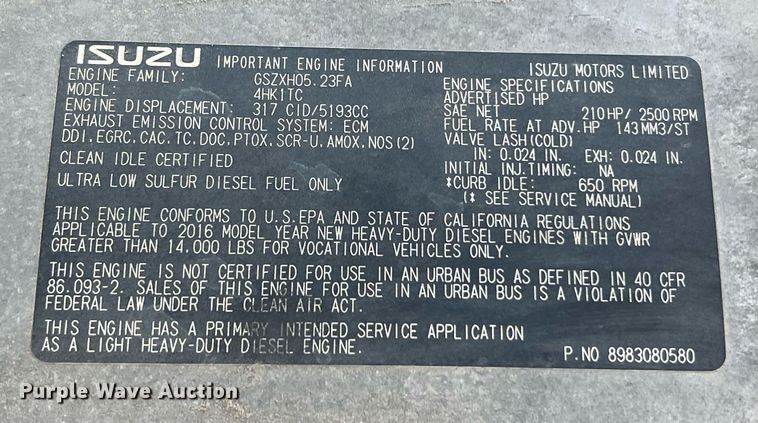 ISUZU IMPORTANT ENGINE INFORMATION ISUZU MOTORS LIMITED
ENGINE FAMILY: GSZXH05.23FA
MODEL: 4HK1TC
ENGINE DISPLACEMENT: 317 CID/5193CC
EXHAUST EMISSION CONTROL SYSTEM: ECM
DDI,EGRC,CAC,TC,DOC,PTOX,SCR-U,AMOX,NOS(2)
CLEAN IDLE CERTIFIED
ULTRA LOW SULFUR DIESEL FUEL ONLY
ENGINE SPECIFICATIONS
ADVERTISED HP
SAE NET 210HP/ 2500RPM
FUEL RATE AT ADV.HP 143MM3/ST
VALVE LASH(COLD)
IN: 0.024 IN. EXH: 0.024 IN.
INITIAL INJ.TIMING: NA
*CURB IDLE: 650 RPM
(* SEE SERVICE MANUAL)
THIS ENGINE CONFORMS TO U.S.EPA AND STATE OF CALIFORNIA REGULATIONS
APPLICABLE TO 2016 MODEL YEAR NEW HEAVY-DUTY DIESEL ENGINES WITH GVWR
GREATER THAN 14,000 LBS FOR VOCATIONAL VEHICLES ONLY.
THIS ENGINE IS NOT CERTIFIED FOR USE IN AN URBAN BUS AS DEFINED IN 40 CFR
86.093-2. SALES OF THIS ENGINE FOR USE IN AN URBAN BUS IS A VIOLATION OF
FEDERAL LAW UNDER THE CLEAN AIR ACT.
THIS ENGINE HAS A PRIMARY INTENDED SERVICE APPLICATION
AS A LIGHT HEAVY-DUTY DIESEL ENGINE.
P.NO 8983080580
Purple Wave Auction